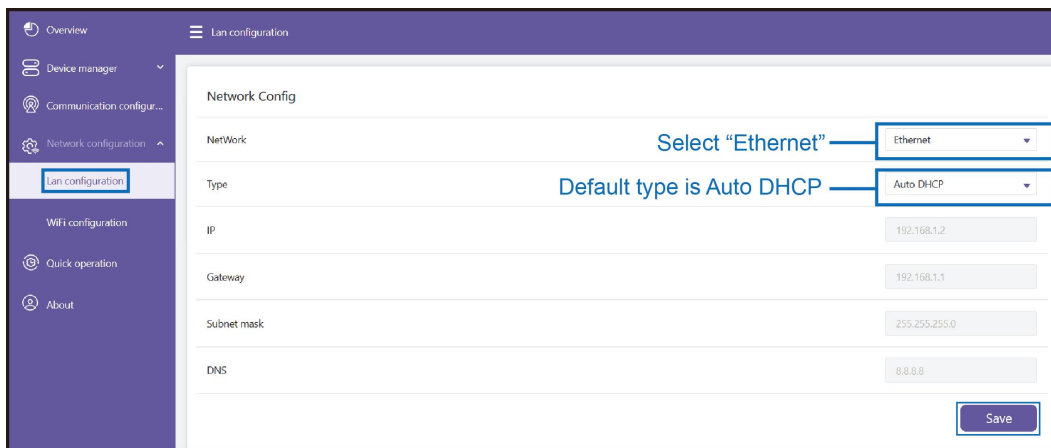 Overview
Lan configuration
Device manager
Communication configur...
Network configuration
Lan configuration
WiFi configuration
Quick operation
About
Network Config
NetWork
Select “Ethernet”
Ethernet
Type
Default type is Auto DHCP
Auto DHCP
IP
192.168.1.2
Gateway
192.168.1.1
Subnet mask
255.255.255.0
DNS
8.8.8.8
Save